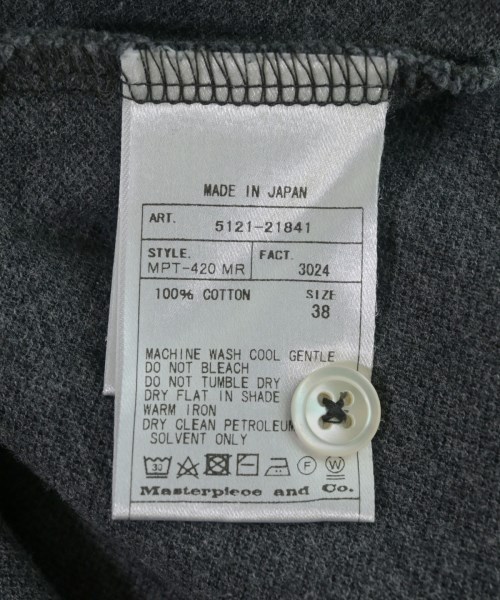 MADE IN JAPAN
ART. 5121-21841
STYLE. FACT.
MPT-420 MR 3024
100% COTTON SIZE
38
MACHINE WASH COOL GENTLE
DO NOT BLEACH
DO NOT TUMBLE DRY
DRY FLAT IN SHADE
WARM IRON
DRY CLEAN PETROLEUM
SOLVENT ONLY
30 F W
Masterpiece and Co.